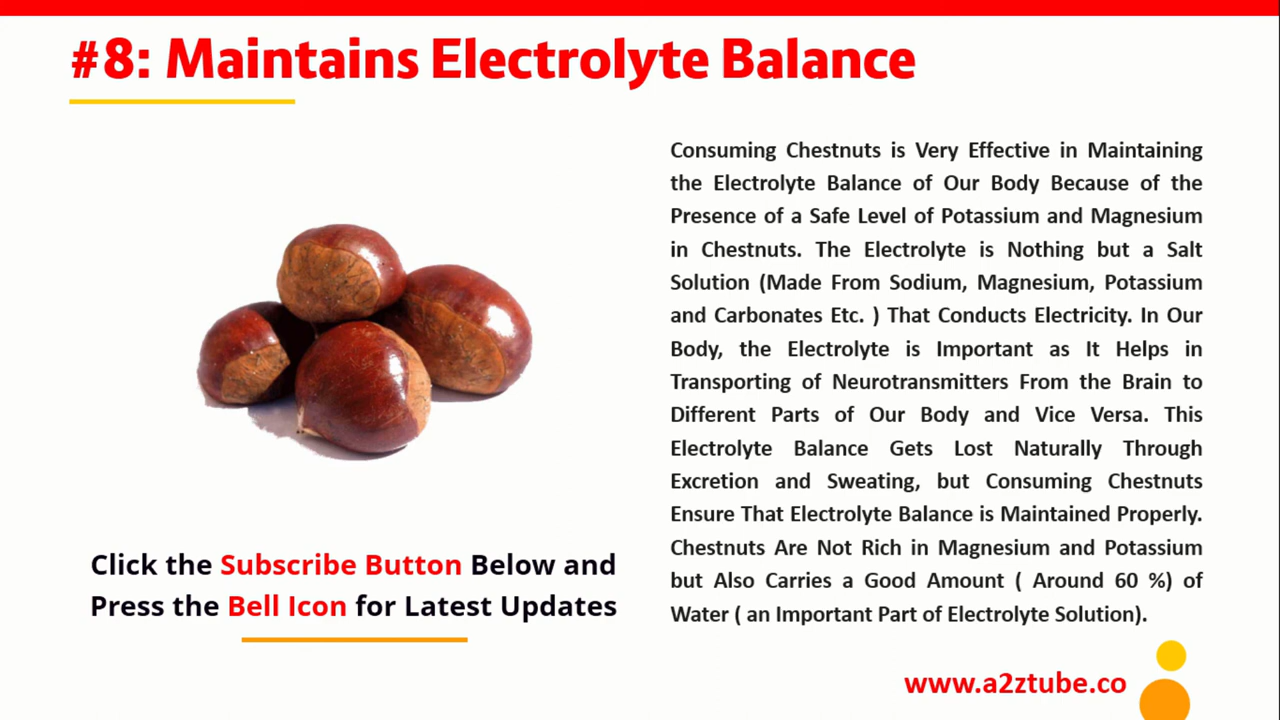 #8: Maintains Electrolyte Balance
Consuming Chestnuts is Very Effective in Maintaining
the Electrolyte Balance of Our Body Because of the
Presence of a Safe Level of Potassium and Magnesium
in Chestnuts. The Electrolyte is Nothing but a Salt
Solution (Made From Sodium, Magnesium, Potassium
and Carbonates Etc. ) That Conducts Electricity. In Our
Body, the Electrolyte is Important as It Helps in
Transporting of Neurotransmitters From the Brain to
Different Parts of Our Body and Vice Versa. This
Electrolyte Balance Gets Lost Naturally Through
Excretion and Sweating, but Consuming Chestnuts
Ensure That Electrolyte Balance is Maintained Properly.
Chestnuts Are Not Rich in Magnesium and Potassium
but Also Carries a Good Amount ( Around 60 %) of
Water ( an Important Part of Electrolyte Solution).
Click the Subscribe Button Below and
Press the Bell Icon for Latest Updates
www.a2ztube.co